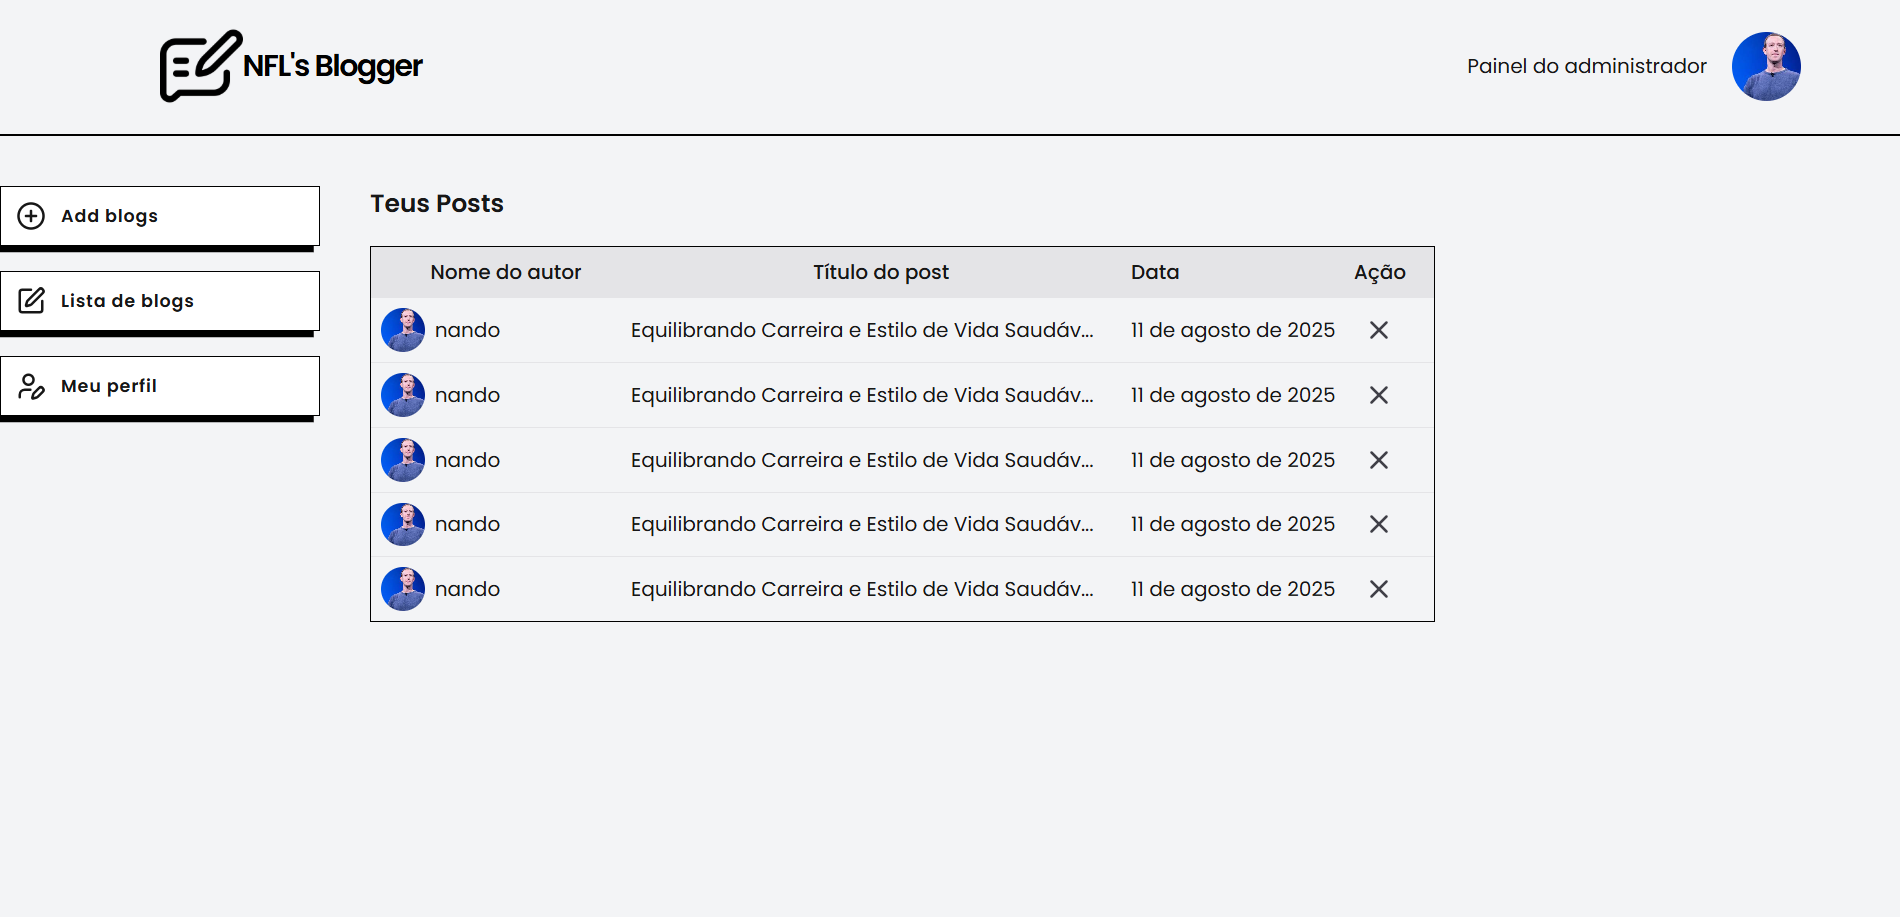 NFL's Blogger
Painel do administrador
Add blogs
Lista de blogs
Meu perfil
Teus Posts
Nome do autor Título do post Data Ação
nando Equilibrando Carreira e Estilo de Vida Saudáv... 11 de agosto de 2025
nando Equilibrando Carreira e Estilo de Vida Saudáv... 11 de agosto de 2025
nando Equilibrando Carreira e Estilo de Vida Saudáv... 11 de agosto de 2025
nando Equilibrando Carreira e Estilo de Vida Saudáv... 11 de agosto de 2025
nando Equilibrando Carreira e Estilo de Vida Saudáv... 11 de agosto de 2025